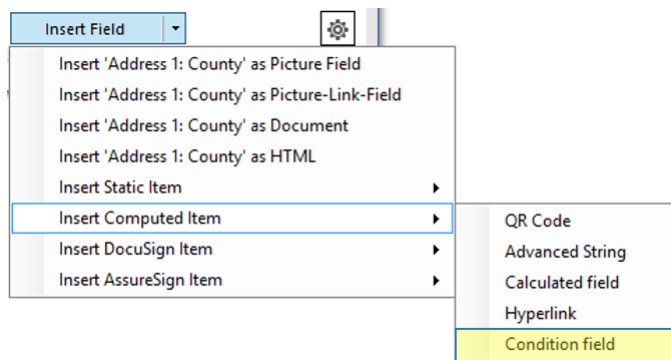 Insert Field
Insert 'Address 1: County' as Picture Field
Insert 'Address 1: County' as Picture-Link-Field
Insert 'Address 1: County' as Document
Insert 'Address 1: County' as HTML
Insert Static Item
Insert Computed Item
Insert DocuSign Item
Insert AssureSign Item
QR Code
Advanced String
Calculated field
Hyperlink
Condition field